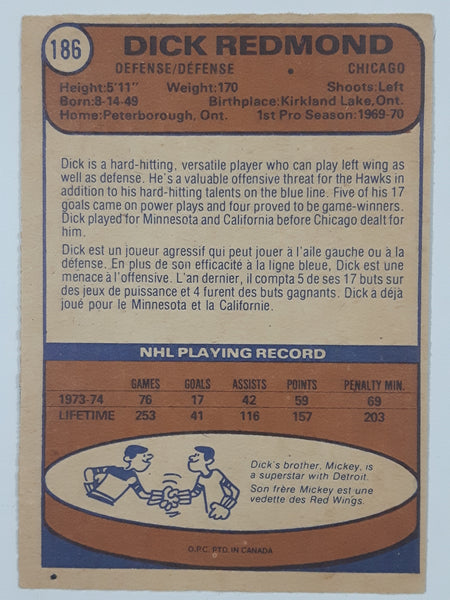 186
DICK REDMOND
DEFENSE/DÉFENSE • CHICAGO
Height:5'11" Weight:170 Shoots:Left
Born:8-14-49 Birthplace:Kirkland Lake,Ont.
Home:Peterborough, Ont. 1st Pro Season:1969-70
Dick is a hard-hitting, versatile player who can play left wing as
well as defense. He's a valuable offensive threat for the Hawks in
addition to his hard-hitting talents on the blue line. Five of his 17
goals came on power plays and four proved to be game-winners.
Dick played for Minnesota and California before Chicago dealt for
him.
Dick est un joueur agressif qui peut jouer à l'aile gauche ou à la
défense. En plus de son efficacité à la ligne bleue, Dick est une
menace à l'offensive. L'an dernier, il compta 5 de ses 17 buts sur
des jeux de puissance et 4 furent des buts gagnants. Dick a déjà
joué pour le Minnesota et la Californie.
NHL PLAYING RECORD
GAMES GOALS ASSISTS POINTS PENALTY MIN.
1973-74 76 17 42 59 69
LIFETIME 253 41 116 157 203
Dick's brother, Mickey, is
a superstar with Detroit.
Son frère Mickey est une
vedette des Red Wings.
O.P.C. PTD. IN CANADA